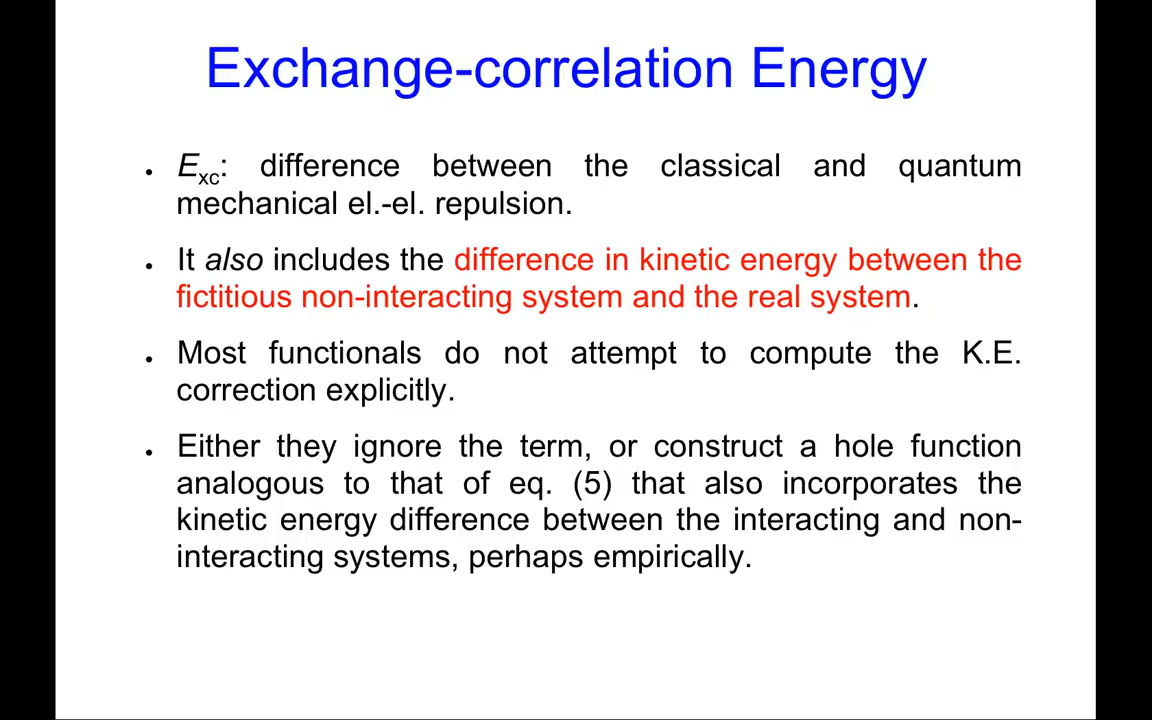 Exchange-correlation Energy
• Exc: difference between the classical and quantum
mechanical el.-el. repulsion.
• It also includes the difference in kinetic energy between the
fictitious non-interacting system and the real system.
• Most functionals do not attempt to compute the K.E.
correction explicitly.
• Either they ignore the term, or construct a hole function
analogous to that of eq. (5) that also incorporates the
kinetic energy difference between the interacting and non-
interacting systems, perhaps empirically.